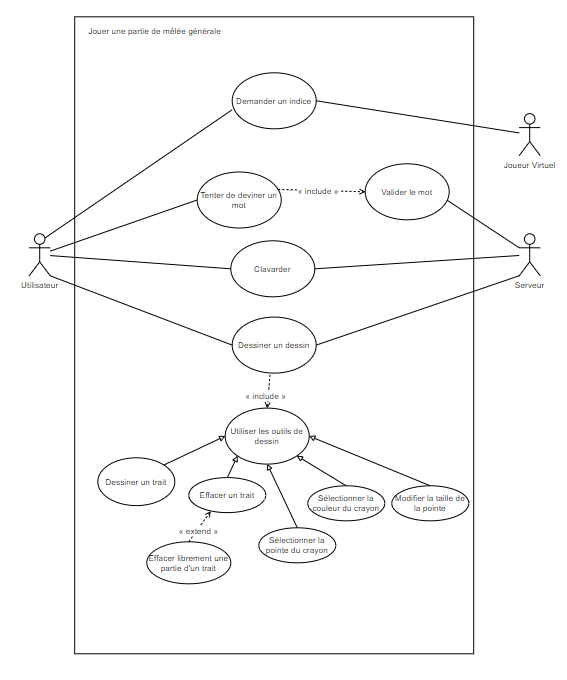 Jouer une partie de mêlée générale
Demander un indice
Joueur Virtuel
Tenter de deviner un
mot
« include »
Valider le mot
Utilisateur
Clavarder
Serveur
Dessiner un dessin
« include »
Utiliser les outils de
dessin
Dessiner un trait
Effacer un trait
Sélectionner la
couleur du crayon
Modifier la taille de
la pointe
« extend »
Sélectionner la
pointe du crayon
Effacer librement une
partie d'un trait